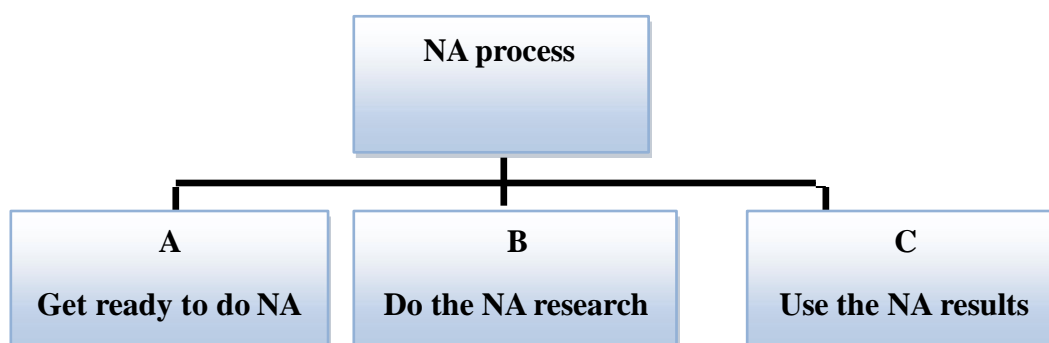 NA process
A
Get ready to do NA
B
Do the NA research
C
Use the NA results